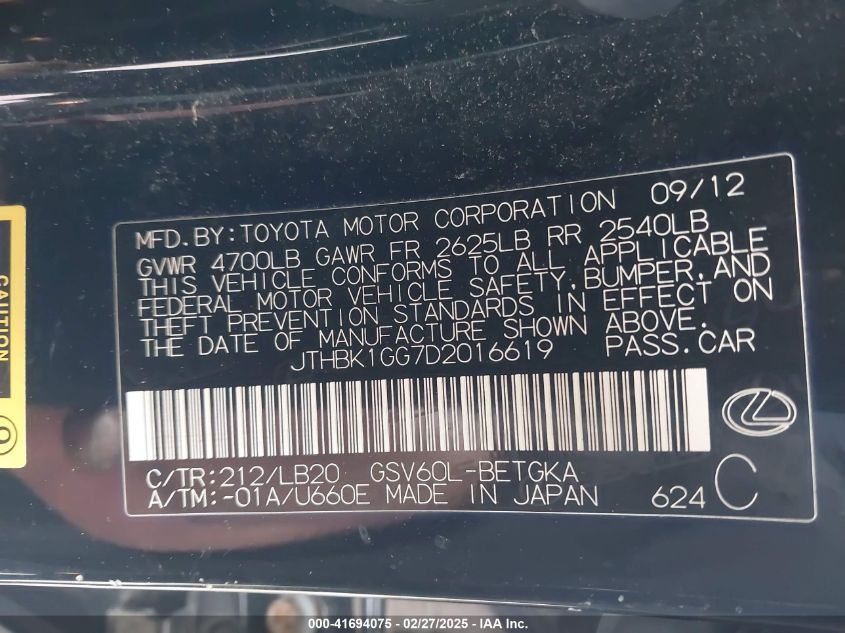 MFD. BY: TOYOTA MOTOR CORPORATION 09/12
GVWR 4700LB GAWR FR 2625LB RR 2540LB
THIS VEHICLE CONFORMS TO ALL APPLICABLE
FEDERAL MOTOR VEHICLE SAFETY, BUMPER, AND
THEFT PREVENTION STANDARDS IN EFFECT ON
THE DATE OF MANUFACTURE SHOWN ABOVE.
JTHBK1GG7D2016619 PASS. CAR
C/TR: 212/LB20 GSV60L-BETGKA
A/TM: -01A/U660E MADE IN JAPAN 624 C
CAUTION
000-41694075 - 02/27/2025 - IAA Inc.